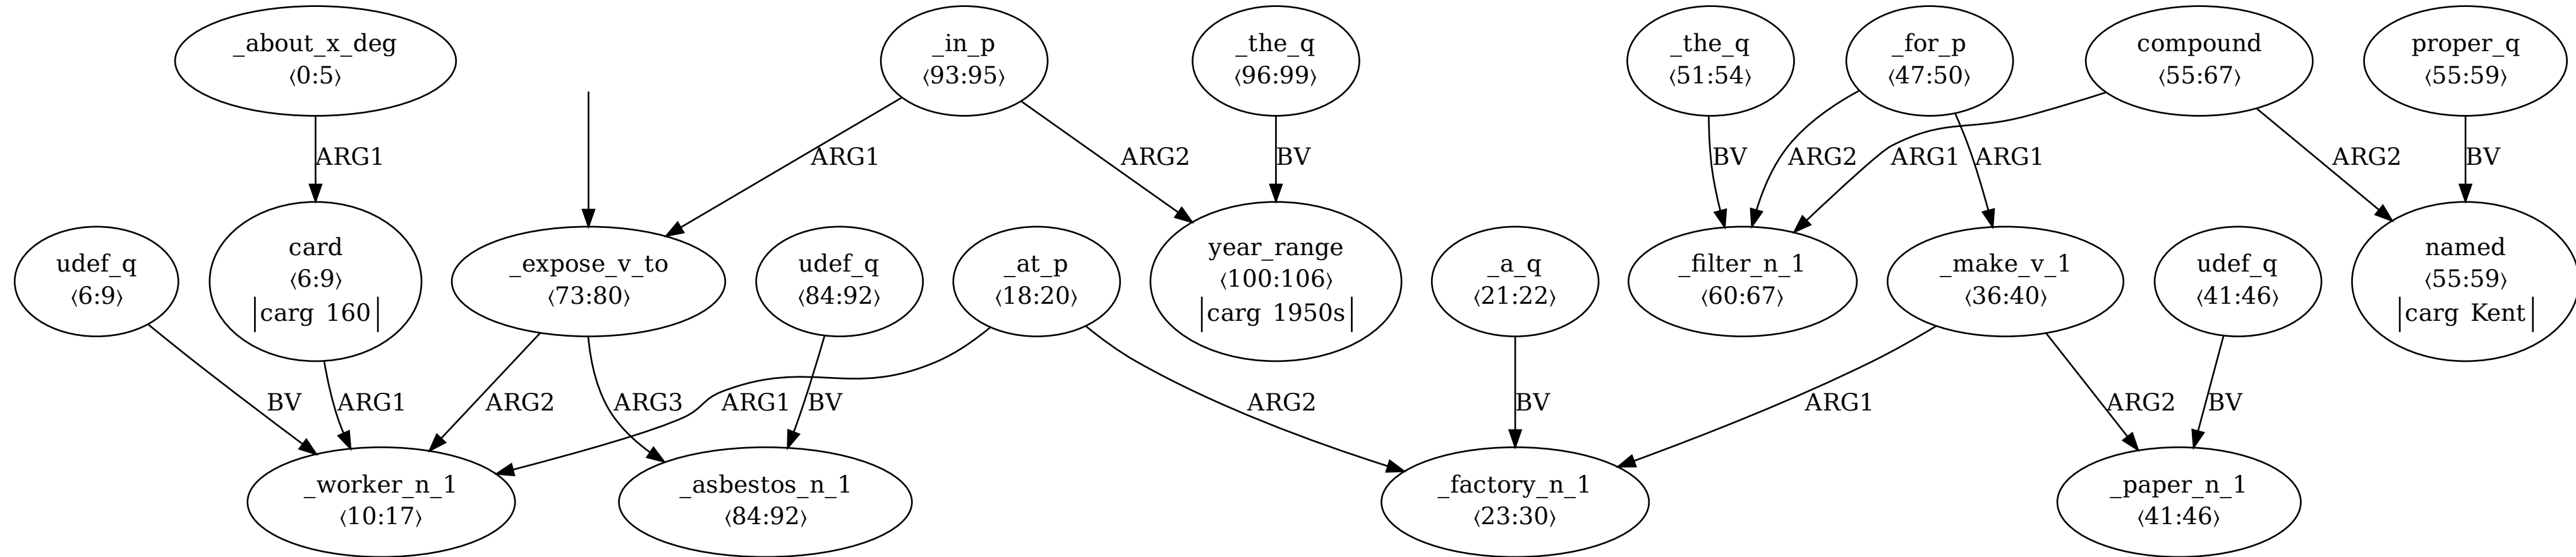 _about_x_deg
⟨0:5⟩
_in_p
⟨93:95⟩
_the_q
⟨96:99⟩
_the_q
⟨51:54⟩
_for_p
⟨47:50⟩
compound
⟨55:67⟩
proper_q
⟨55:59⟩
ARG1
ARG1
ARG2
BV
BV
ARG2
ARG1
ARG1
ARG2
BV
udef_q
⟨6:9⟩
card
⟨6:9⟩
carg 160
_expose_v_to
⟨73:80⟩
udef_q
⟨84:92⟩
_at_p
⟨18:20⟩
year_range
⟨100:106⟩
carg 1950s
_a_q
⟨21:22⟩
_filter_n_1
⟨60:67⟩
_make_v_1
⟨36:40⟩
udef_q
⟨41:46⟩
named
⟨55:59⟩
carg Kent
BV
ARG1
ARG2
ARG3
ARG1
BV
ARG2
BV
ARG1
ARG2
BV
_worker_n_1
⟨10:17⟩
_asbestos_n_1
⟨84:92⟩
_factory_n_1
⟨23:30⟩
_paper_n_1
⟨41:46⟩